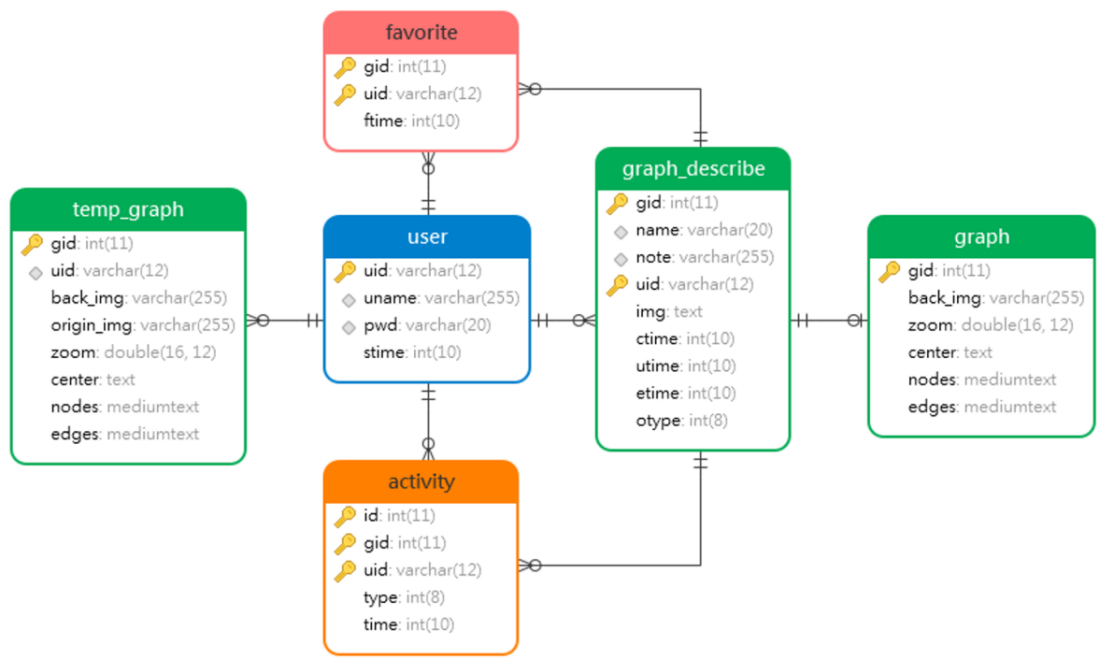 favorite
gid: int(11)
uid: varchar(12)
ftime: int(10)
temp_graph
gid: int(11)
uid: varchar(12)
back_img: varchar(255)
origin_img: varchar(255)
zoom: double(16, 12)
center: text
nodes: mediumtext
edges: mediumtext
user
uid: varchar(12)
uname: varchar(255)
pwd: varchar(20)
stime: int(10)
graph_describe
gid: int(11)
name: varchar(20)
note: varchar(255)
uid: varchar(12)
img: text
ctime: int(10)
utime: int(10)
etime: int(10)
otype: int(8)
graph
gid: int(11)
back_img: varchar(255)
zoom: double(16, 12)
center: text
nodes: mediumtext
edges: mediumtext
activity
id: int(11)
gid: int(11)
uid: varchar(12)
type: int(8)
time: int(10)